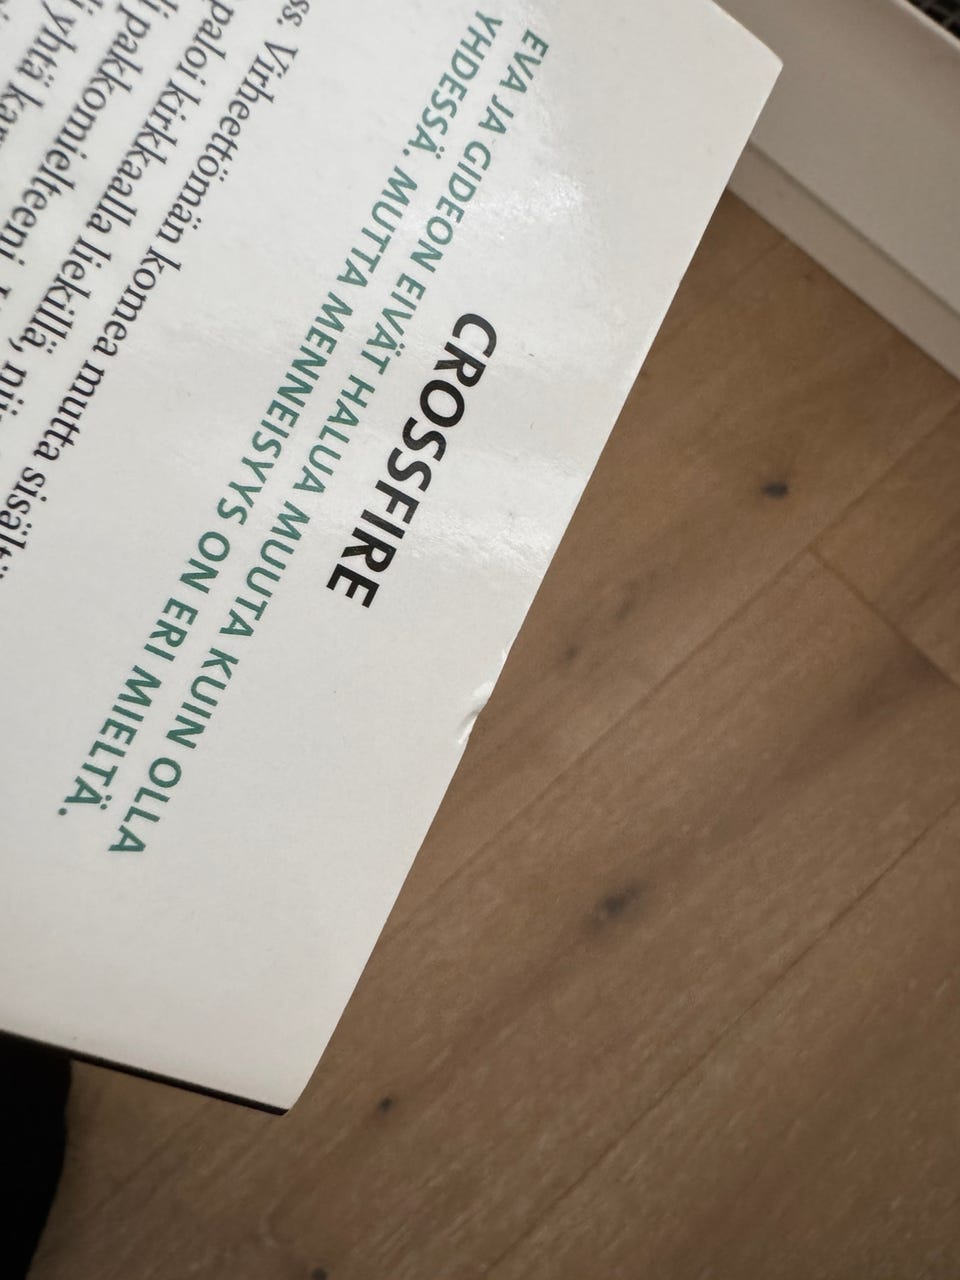 CROSSFIRE
EVA JA GIDEON EIVÄT HALUA MUUTA KUIN OLLA
YHDESSÄ. MUTTA MENNEISYYS ON ERI MIELTÄ.
Virheettömän komea mutta
paloi kirkkaalla liekillä,
pakkomielteeni.
yhtä